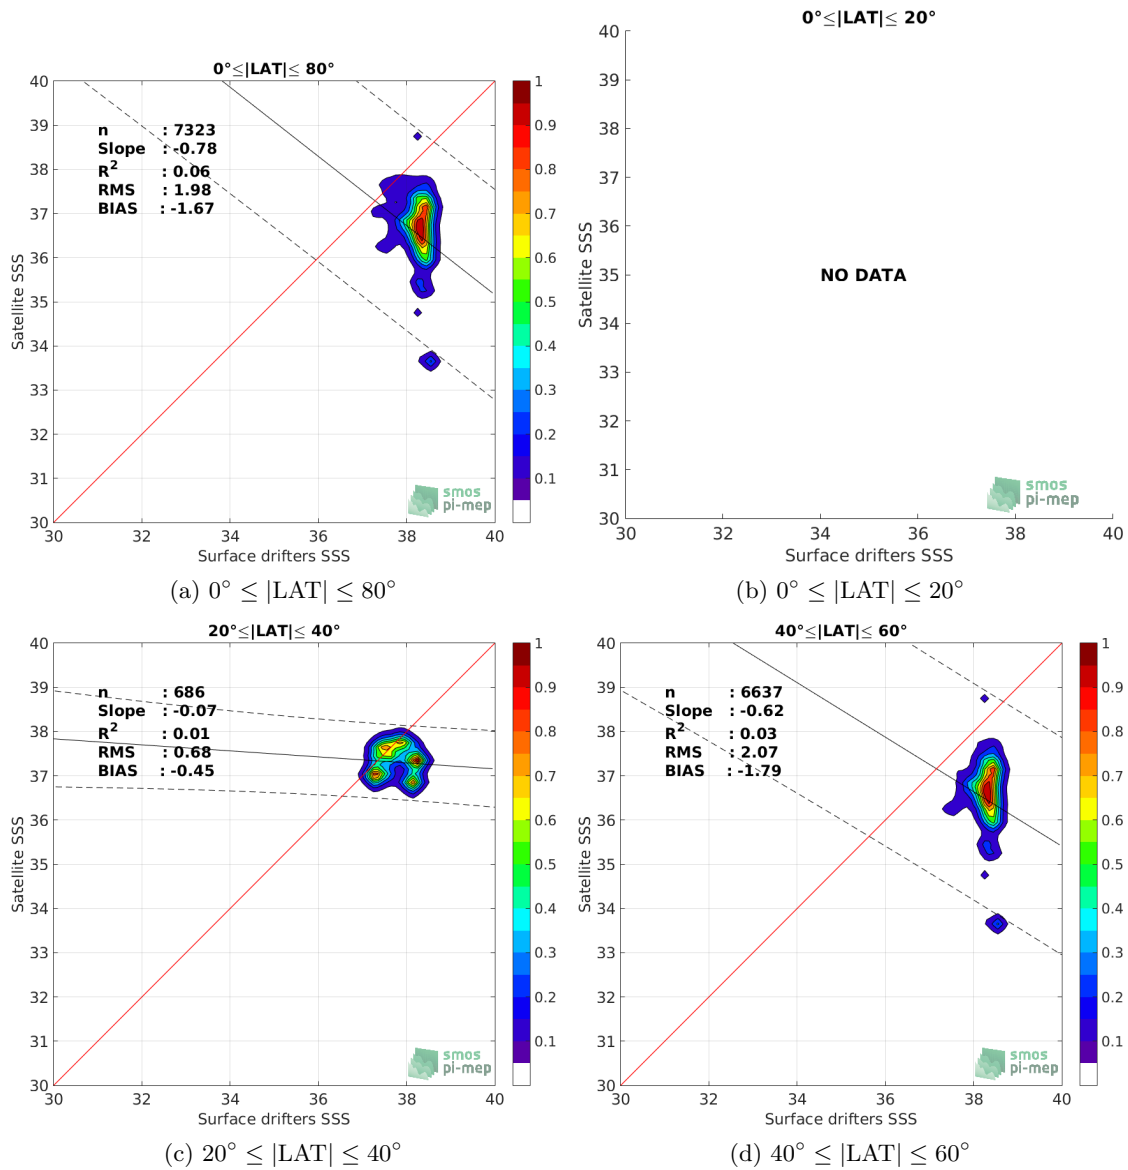 0°≤|LAT|≤ 80°
n : 7323
Slope : -0.78
R2 : 0.06
RMS : 1.98
BIAS : -1.67
Satellite SSS
40
39
38
37
36
35
34
33
32
31
30
30 32 34 36 38 40
Surface drifters SSS
1
0.9
0.8
0.7
0.6
0.5
0.4
0.3
0.2
0.1
smos
pi-mep
(a) 0° ≤ |LAT| ≤ 80°
0°≤|LAT|≤ 20°
NO DATA
Satellite SSS
40
39
38
37
36
35
34
33
32
31
30
30 32 34 36 38 40
Surface drifters SSS
smos
pi-mep
(b) 0° ≤ |LAT| ≤ 20°
20°≤|LAT|≤ 40°
n : 686
Slope : -0.07
R2 : 0.01
RMS : 0.68
BIAS : -0.45
Satellite SSS
40
39
38
37
36
35
34
33
32
31
30
30 32 34 36 38 40
Surface drifters SSS
1
0.9
0.8
0.7
0.6
0.5
0.4
0.3
0.2
0.1
smos
pi-mep
(c) 20° ≤ |LAT| ≤ 40°
40°≤|LAT|≤ 60°
n : 6637
Slope : -0.62
R2 : 0.03
RMS : 2.07
BIAS : -1.79
Satellite SSS
40
39
38
37
36
35
34
33
32
31
30
30 32 34 36 38 40
Surface drifters SSS
1
0.9
0.8
0.7
0.6
0.5
0.4
0.3
0.2
0.1
smos
pi-mep
(d) 40° ≤ |LAT| ≤ 60°